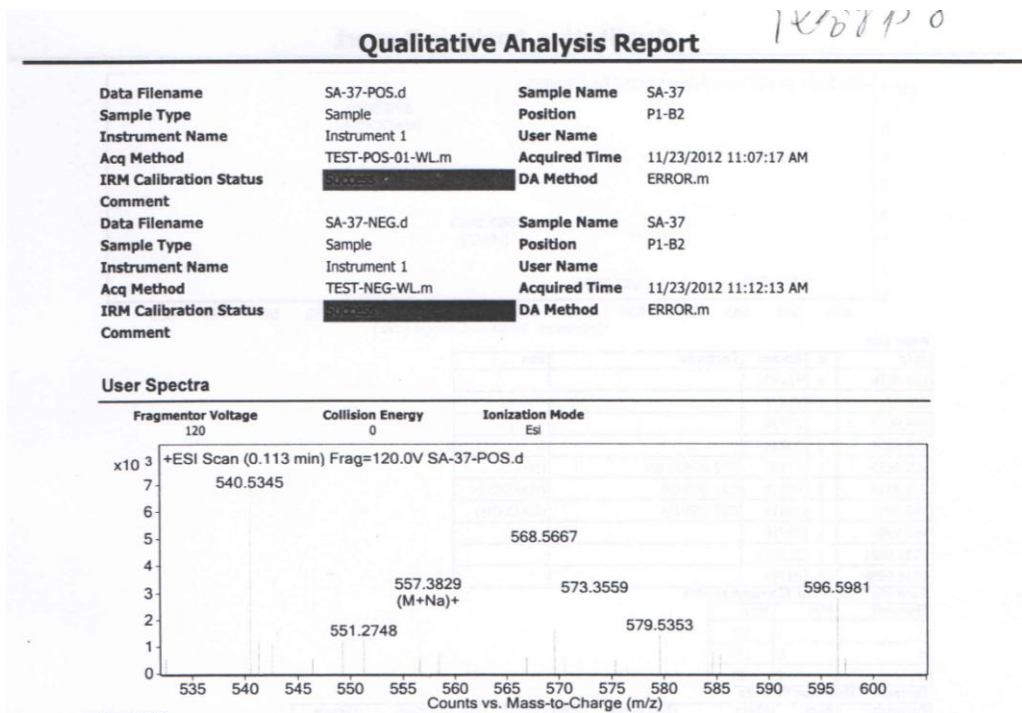 Qualitative Analysis Report
Data Filename SA-37-POS.d Sample Name SA-37
Sample Type Sample Position P1-B2
Instrument Name Instrument 1 User Name
Acq Method TEST-POS-01-WL.m Acquired Time 11/23/2012 11:07:17 AM
IRM Calibration Status Success DA Method ERROR.m
Comment
Data Filename SA-37-NEG.d Sample Name SA-37
Sample Type Sample Position P1-B2
Instrument Name Instrument 1 User Name
Acq Method TEST-NEG-WL.m Acquired Time 11/23/2012 11:12:13 AM
IRM Calibration Status Success DA Method ERROR.m
Comment
User Spectra
Fragmentor Voltage Collision Energy Ionization Mode
120 0 Esi
x10 3 +ESI Scan (0.113 min) Frag=120.0V SA-37-POS.d
7 540.5345
6
5 568.5667
4
3 557.3829 573.3559 596.5981
(M+Na)+
2 551.2748 579.5353
1
0
535 540 545 550 555 560 565 570 575 580 585 590 595 600
Counts vs. Mass-to-Charge (m/z)